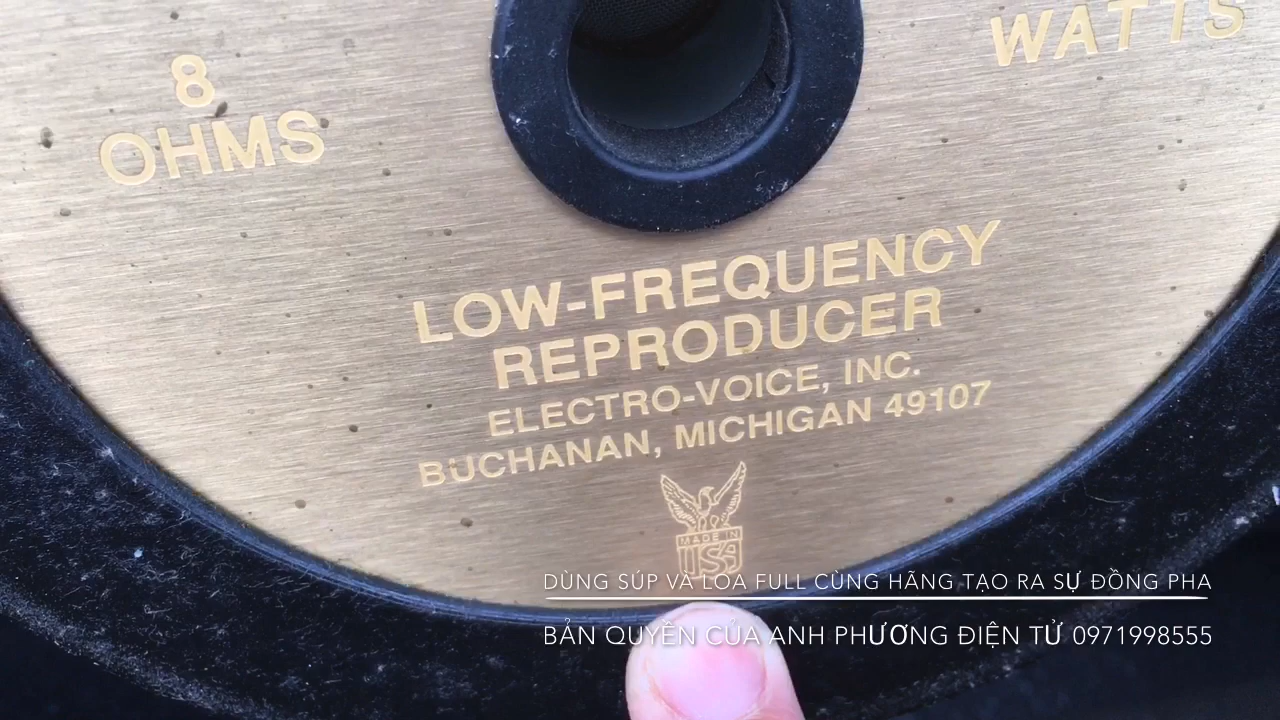 8
OHMS
WATTS
LOW-FREQUENCY
REPRODUCER
ELECTRO-VOICE, INC.
BUCHANAN, MICHIGAN 49107
MADE IN
USA
DÙNG SÚP VÀ LOA FULL CÙNG HÃNG TẠO RA SỰ ĐỒNG PHA
BẢN QUYỀN CỦA ANH PHƯƠNG ĐIỆN TỬ 0971998555